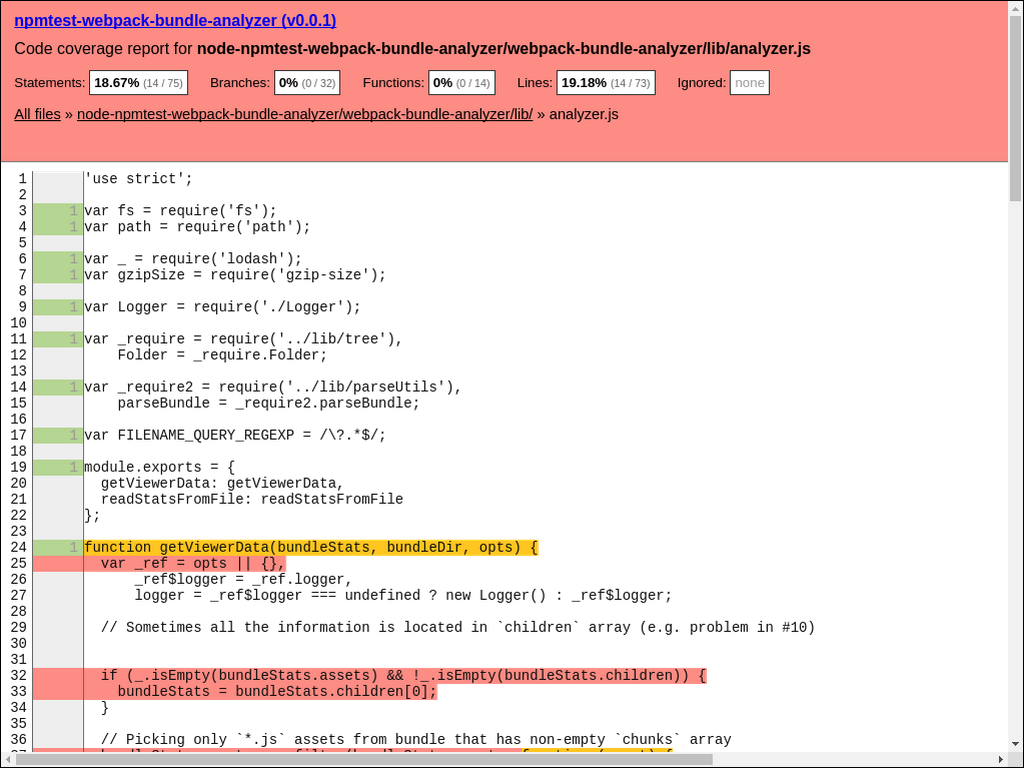 npmtest-webpack-bundle-analyzer (v0.0.1)
Code coverage report for node-npmtest-webpack-bundle-analyzer/webpack-bundle-analyzer/lib/analyzer.js
Statements: 18.67% (14 / 75) Branches: 0% (0 / 32) Functions: 0% (0 / 14) Lines: 19.18% (14 / 73) Ignored: none
All files » node-npmtest-webpack-bundle-analyzer/webpack-bundle-analyzer/lib/ » analyzer.js
1 'use strict';
2
3 1 var fs = require('fs');
4 1 var path = require('path');
5
6 1 var _ = require('lodash');
7 1 var gzipSize = require('gzip-size');
8
9 1 var Logger = require('./Logger');
10
11 1 var _require = require('../lib/tree'),
12 Folder = _require.Folder;
13
14 1 var _require2 = require('../lib/parseUtils'),
15 parseBundle = _require2.parseBundle;
16
17 1 var FILENAME_QUERY_REGEXP = /\?.*$/;
18
19 1 module.exports = {
20 getViewerData: getViewerData,
21 readStatsFromFile: readStatsFromFile
22 };
23
24 1 function getViewerData(bundleStats, bundleDir, opts) {
25 var _ref = opts || {},
26 _ref$logger = _ref.logger,
27 logger = _ref$logger === undefined ? new Logger() : _ref$logger;
28
29 // Sometimes all the information is located in `children` array (e.g. problem in #10)
30
31
32 if (_.isEmpty(bundleStats.assets) && !_.isEmpty(bundleStats.children)) {
33 bundleStats = bundleStats.children[0];
34 }
35
36 // Picking only `*.js` assets from bundle that has non-empty `chunks` array